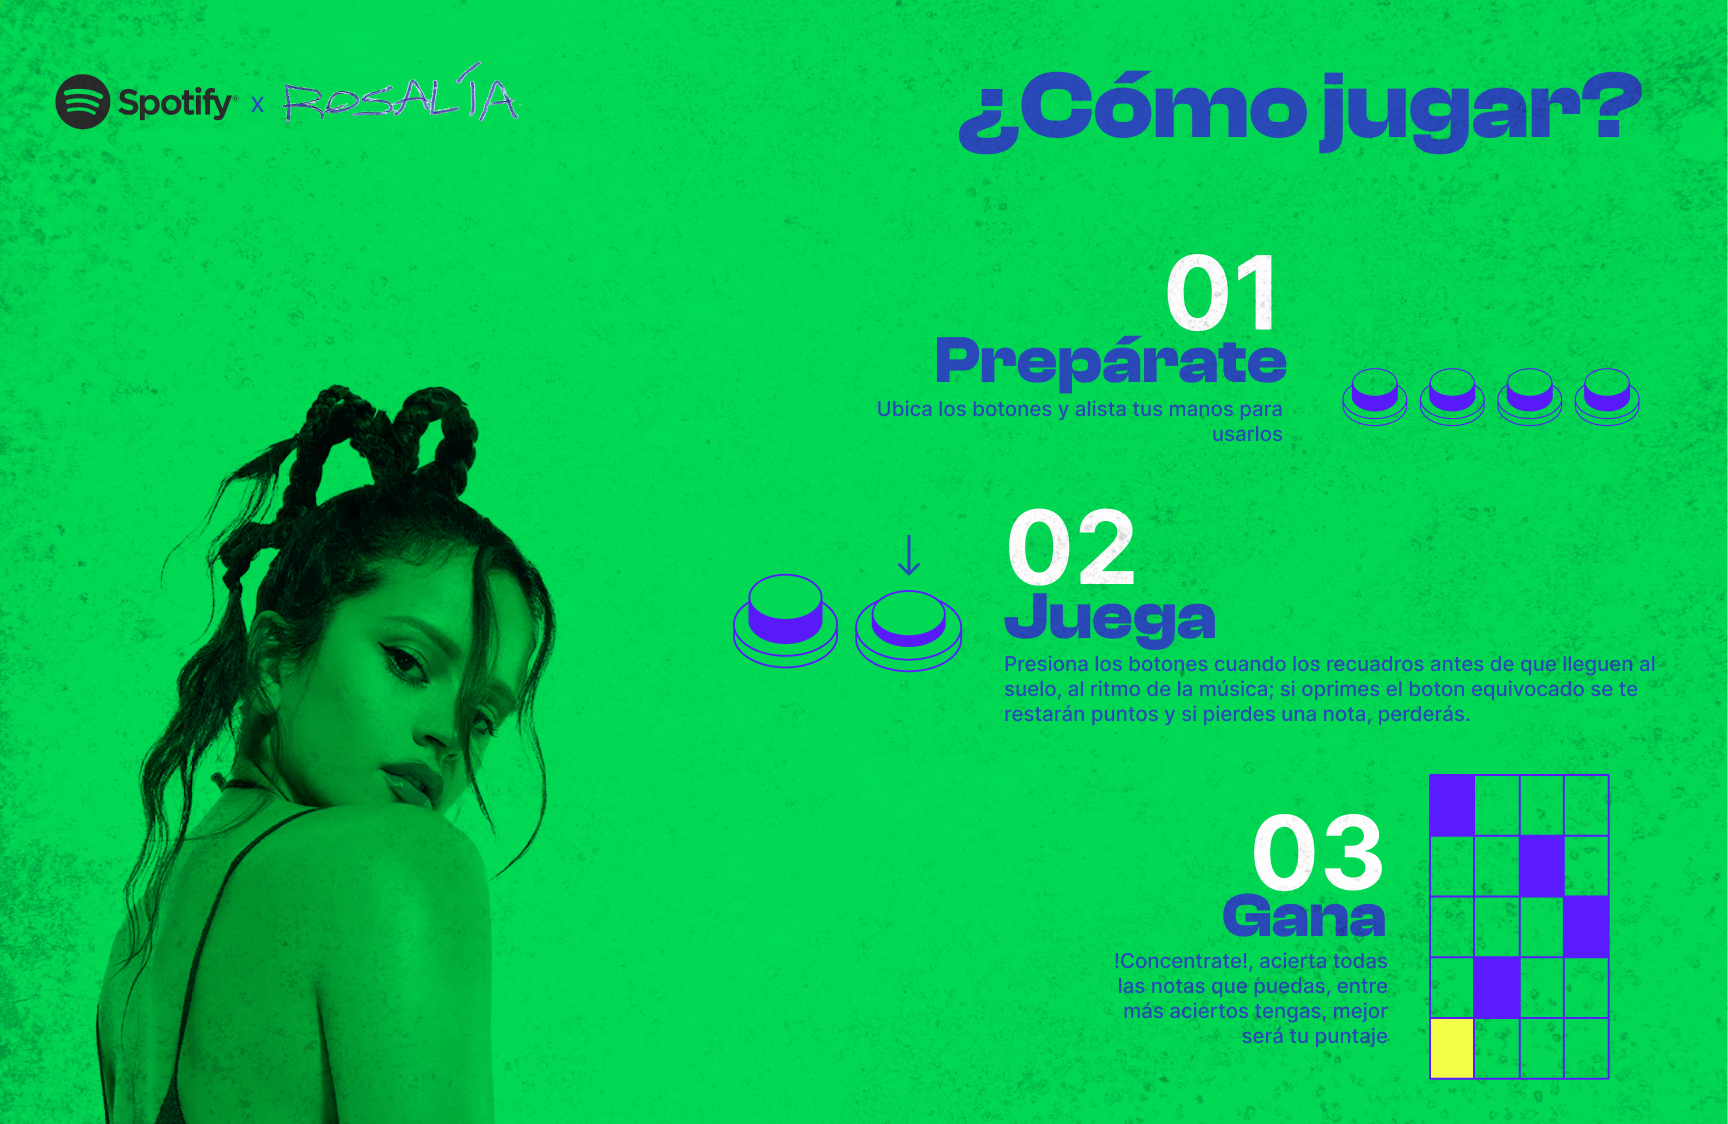 Spotify® x ROSALÍA
¿Cómo jugar?
01
Prepárate
Ubica los botones y alista tus manos para
usarlos
02
Juega
Presiona los botones cuando los recuadros antes de que lleguen al
suelo, al ritmo de la música; si oprimes el boton equivocado se te
restarán puntos y si pierdes una nota, perderás.
03
Gana
!Concentrate!, acierta todas
las notas que puedas, entre
más aciertos tengas, mejor
será tu puntaje